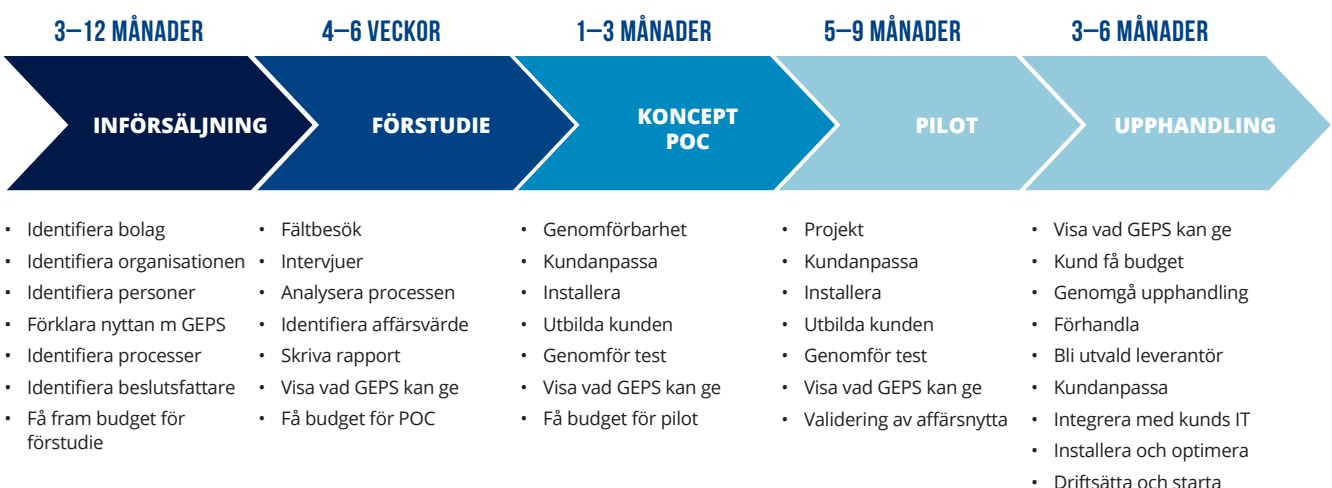 3–12 MÅNADER
4–6 VECKOR
1–3 MÅNADER
5–9 MÅNADER
3–6 MÅNADER
INFÖRSÄLJNING
FÖRSTUDIE
KONCEPT
POC
PILOT
UPPHANDLING
• Identifiera bolag
• Identifiera organisationen
• Identifiera personer
• Förklara nyttan m GEPS
• Identifiera processer
• Identifiera beslutsfattare
• Få fram budget för
förstudie
• Fältbesök
• Intervjuer
• Analysera processen
• Identifiera affärsvärde
• Skriva rapport
• Visa vad GEPS kan ge
• Få budget för POC
• Genomförbarhet
• Kundanpassa
• Installera
• Utbilda kunden
• Genomför test
• Visa vad GEPS kan ge
• Få budget för pilot
• Projekt
• Kundanpassa
• Installera
• Utbilda kunden
• Genomför test
• Visa vad GEPS kan ge
• Validering av affärsnytta
• Visa vad GEPS kan ge
• Kund få budget
• Genomgå upphandling
• Förhandla
• Bli utvald leverantör
• Kundanpassa
• Integrera med kunds IT
• Installera och optimera
• Driftsätta och starta